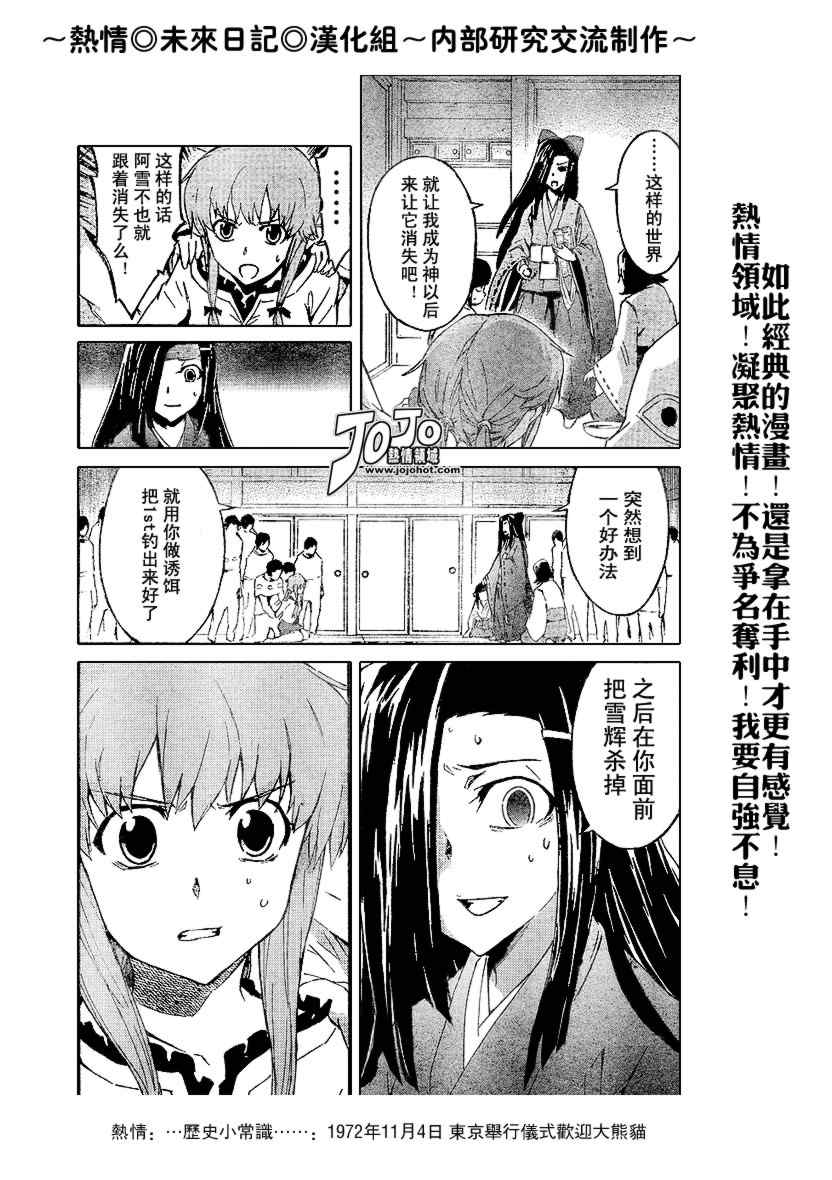 ～熱情◎未來日記◎漢化組～内部研究交流制作～
……这样的世界
就让我成为神以后
来让它消失吧！
……
这样的话
阿雪不也就
跟着消失了么！
JOJO
熱情領域
www.jojohot.com
突然想到
一个好办法
就用你做诱饵
把1st钓出来好了
之后在你面前
把雪辉杀掉
如此經典的漫畫！還是拿在手中才更有感覺！
熱情領域！凝聚熱情！不為爭名奪利！我要自強不息！
熱情：…歷史小常識……：1972年11月4日 東京舉行儀式歡迎大熊貓